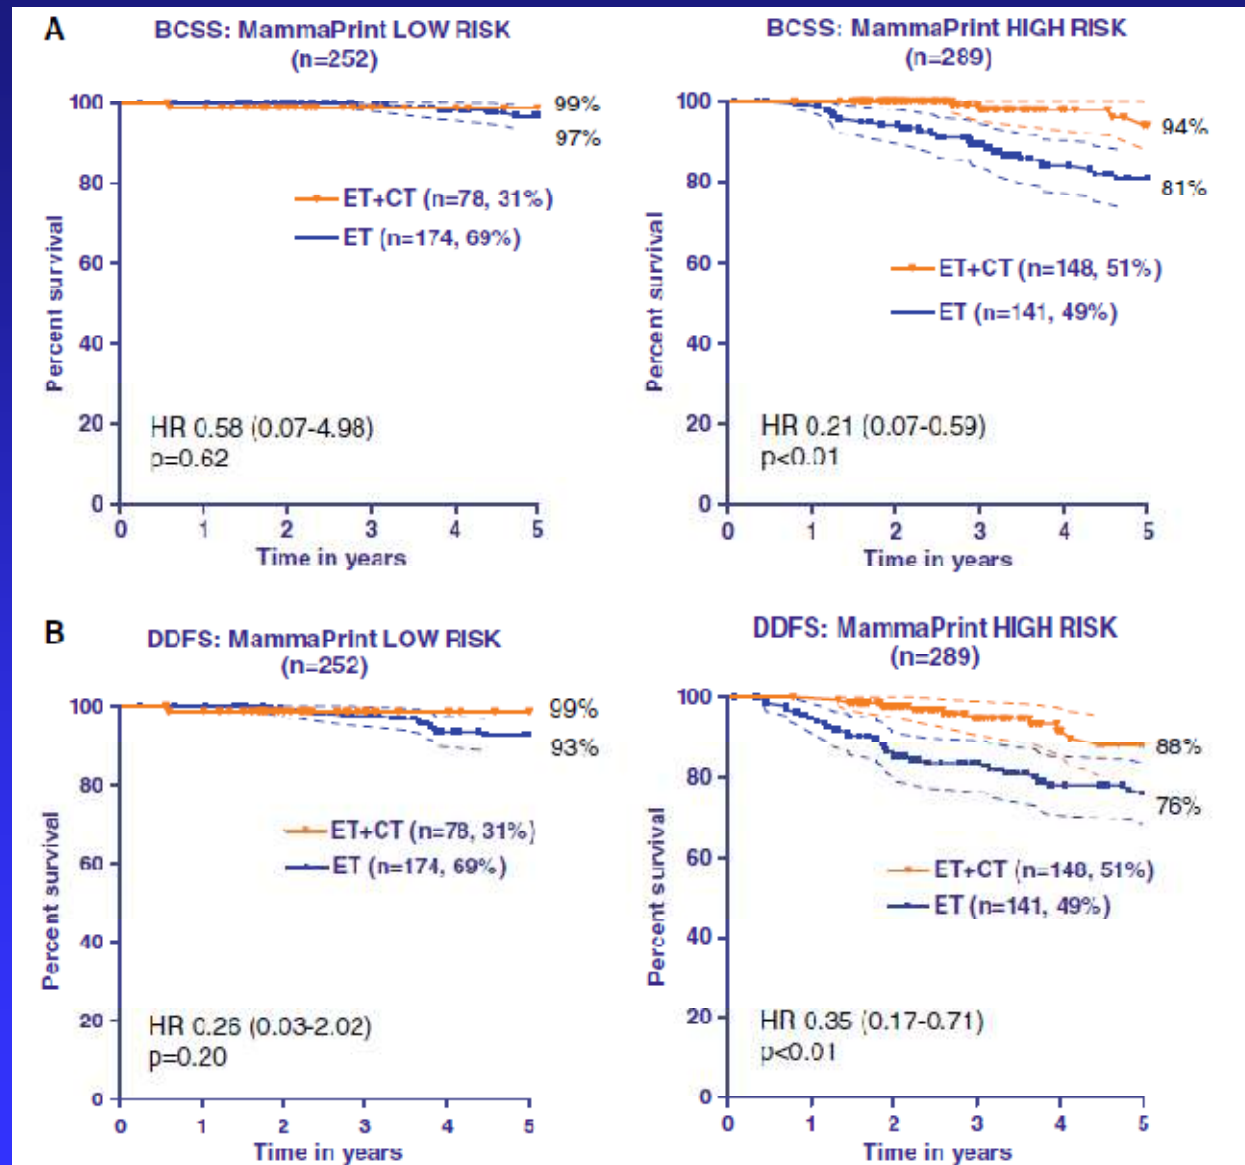 A
BCSS: MammaPrint LOW RISK
(n=252)
100
80
60
40
20
0
Percent survival
99%
97%
ET+CT (n=78, 31%)
ET (n=174, 69%)
HR 0.58 (0.07-4.98)
p=0.62
0 1 2 3 4 5
Time in years
BCSS: MammaPrint HIGH RISK
(n=289)
100
80
60
40
20
0
Percent survival
94%
81%
ET+CT (n=148, 51%)
ET (n=141, 49%)
HR 0.21 (0.07-0.59)
p<0.01
0 1 2 3 4 5
Time in years
B
DDFS: MammaPrint LOW RISK
(n=252)
100
80
60
40
20
0
Percent survival
99%
93%
ET+CT (n=78, 31%)
ET (n=174, 69%)
HR 0.26 (0.03-2.02)
p=0.20
0 1 2 3 4 5
Time in years
DDFS: MammaPrint HIGH RISK
(n=289)
100
80
60
40
20
0
Percent survival
88%
76%
ET+CT (n=148, 51%)
ET (n=141, 49%)
HR 0.35 (0.17-0.71)
p<0.01
0 1 2 3 4 5
Time in years